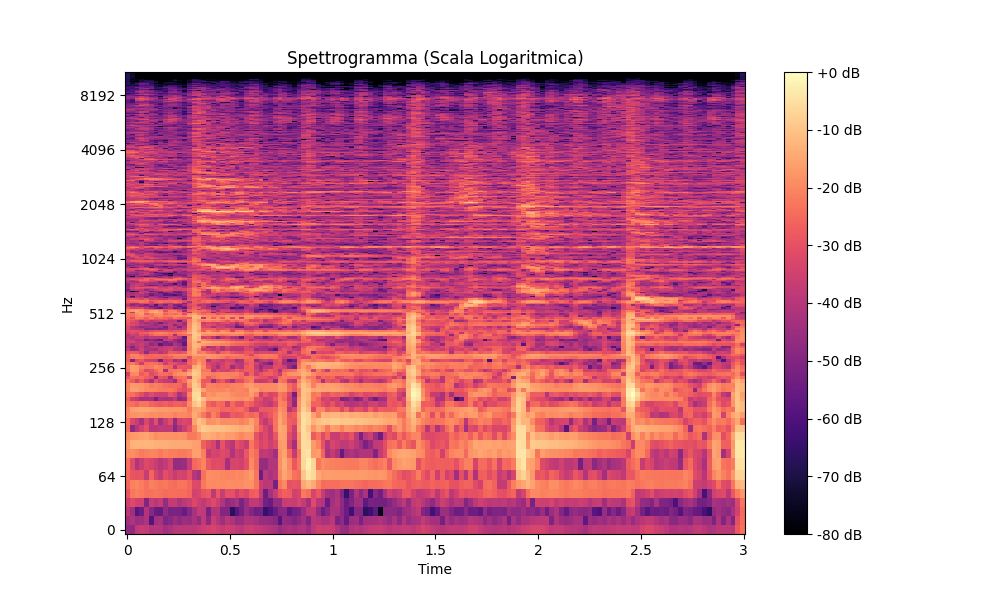 Spettrogramma (Scala Logaritmica)
Hz
8192
4096
2048
1024
512
256
128
64
0
0
0.5
1
1.5
2
2.5
3
Time
+0 dB
-10 dB
-20 dB
-30 dB
-40 dB
-50 dB
-60 dB
-70 dB
-80 dB